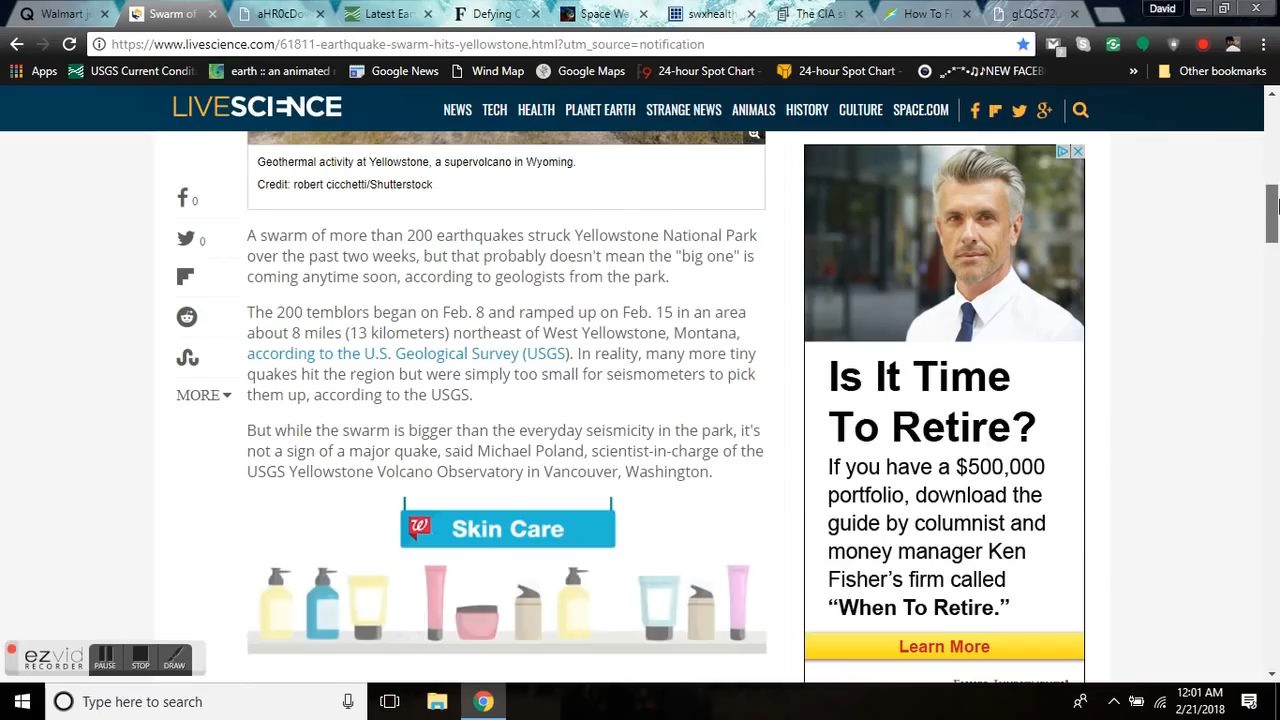 Walmart j
Swarm of
aHR0cDo
Latest Ea
Defying C
Space We
swxhealth
The CIA s
How To F
gLQSc72u
David
https://www.livescience.com/61811-earthquake-swarm-hits-yellowstone.html?utm_source=notification
Apps
USGS Current Condit
earth :: an animated
Google News
Wind Map
Google Maps
24-hour Spot Chart -
24-hour Spot Chart -
NEW FACEB
»
Other bookmarks
LIVESCIENCE
NEWS TECH HEALTH PLANET EARTH STRANGE NEWS ANIMALS HISTORY CULTURE SPACE.COM
Geothermal activity at Yellowstone, a supervolcano in Wyoming.
Credit: robert cicchetti/Shutterstock
0
0
MORE
A swarm of more than 200 earthquakes struck Yellowstone National Park
over the past two weeks, but that probably doesn't mean the "big one" is
coming anytime soon, according to geologists from the park.
The 200 temblors began on Feb. 8 and ramped up on Feb. 15 in an area
about 8 miles (13 kilometers) northeast of West Yellowstone, Montana,
according to the U.S. Geological Survey (USGS). In reality, many more tiny
quakes hit the region but were simply too small for seismometers to pick
them up, according to the USGS.
But while the swarm is bigger than the everyday seismicity in the park, it's
not a sign of a major quake, said Michael Poland, scientist-in-charge of the
USGS Yellowstone Volcano Observatory in Vancouver, Washington.
Skin Care
Is It Time
To Retire?
If you have a $500,000
portfolio, download the
guide by columnist and
money manager Ken
Fisher's firm called
“When To Retire.”
Learn More
ezvid
RECORDER
PAUSE
STOP
DRAW
Type here to search
12:01 AM
2/21/2018